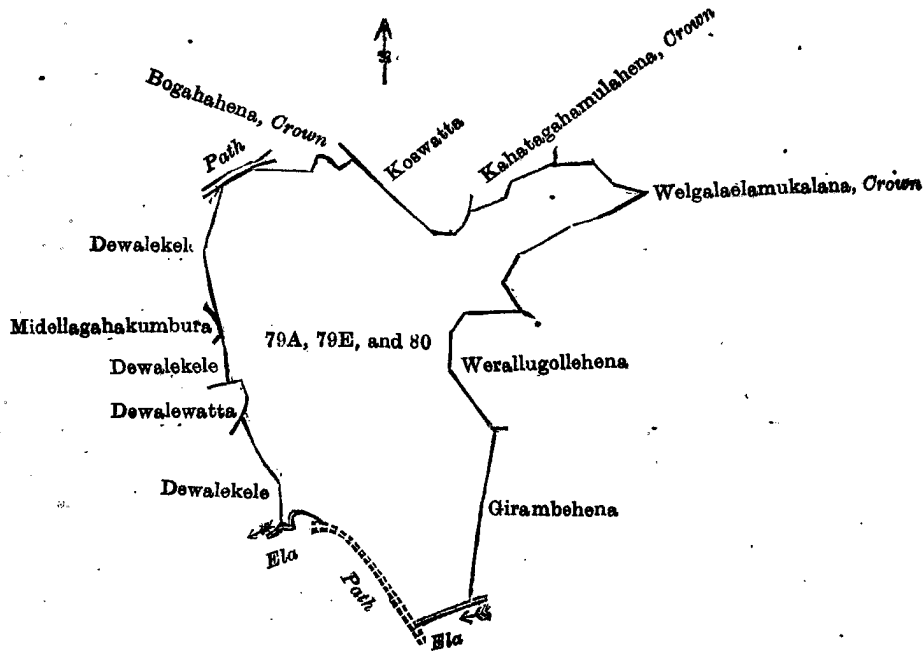 Bogahahena, Crown
Koswatta
Kahatagahamulahena, Crown
Path
Welgalaelamukalana, Crown
Dewalekele
Midellagahakumbura
79A, 79E, and 80
Dewalekele
Werallugollehena
Dewalewatta
Dewalekele
Girambehena
Ela
Path
Ela